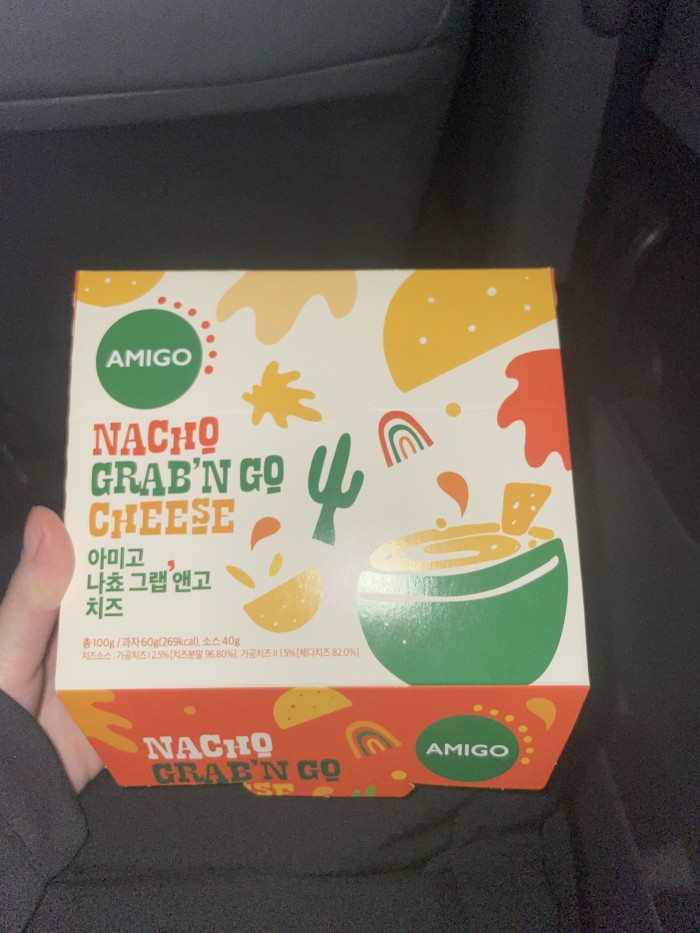 AMIGO
NACHO
GRAB'N GO
CHEESE
아미고
나쵸 그랩'앤고
치즈
총 100g / 과자 60g(269kcal), 소스 40g
치즈소스 : 가공치즈 I 2.5%[치즈분말 96.80%], 가공치즈 II 1.5%[체다치즈 82.0%]
NACHO
GRAB'N GO
CHEESE
AMIGO